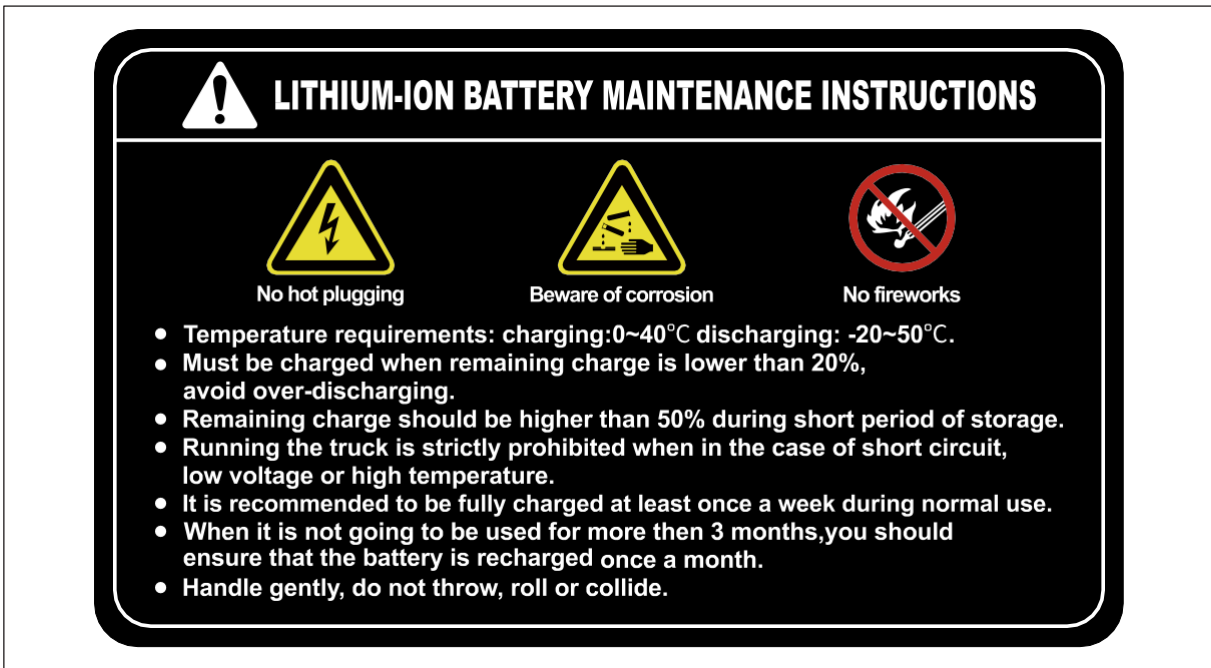 LITHIUM-ION BATTERY MAINTENANCE INSTRUCTIONS
No hot plugging
Beware of corrosion
No fireworks
• Temperature requirements: charging:0~40°C discharging: -20~50°C.
• Must be charged when remaining charge is lower than 20%,
avoid over-discharging.
• Remaining charge should be higher than 50% during short period of storage.
• Running the truck is strictly prohibited when in the case of short circuit,
low voltage or high temperature.
• It is recommended to be fully charged at least once a week during normal use.
• When it is not going to be used for more then 3 months,you should
ensure that the battery is recharged once a month.
• Handle gently, do not throw, roll or collide.